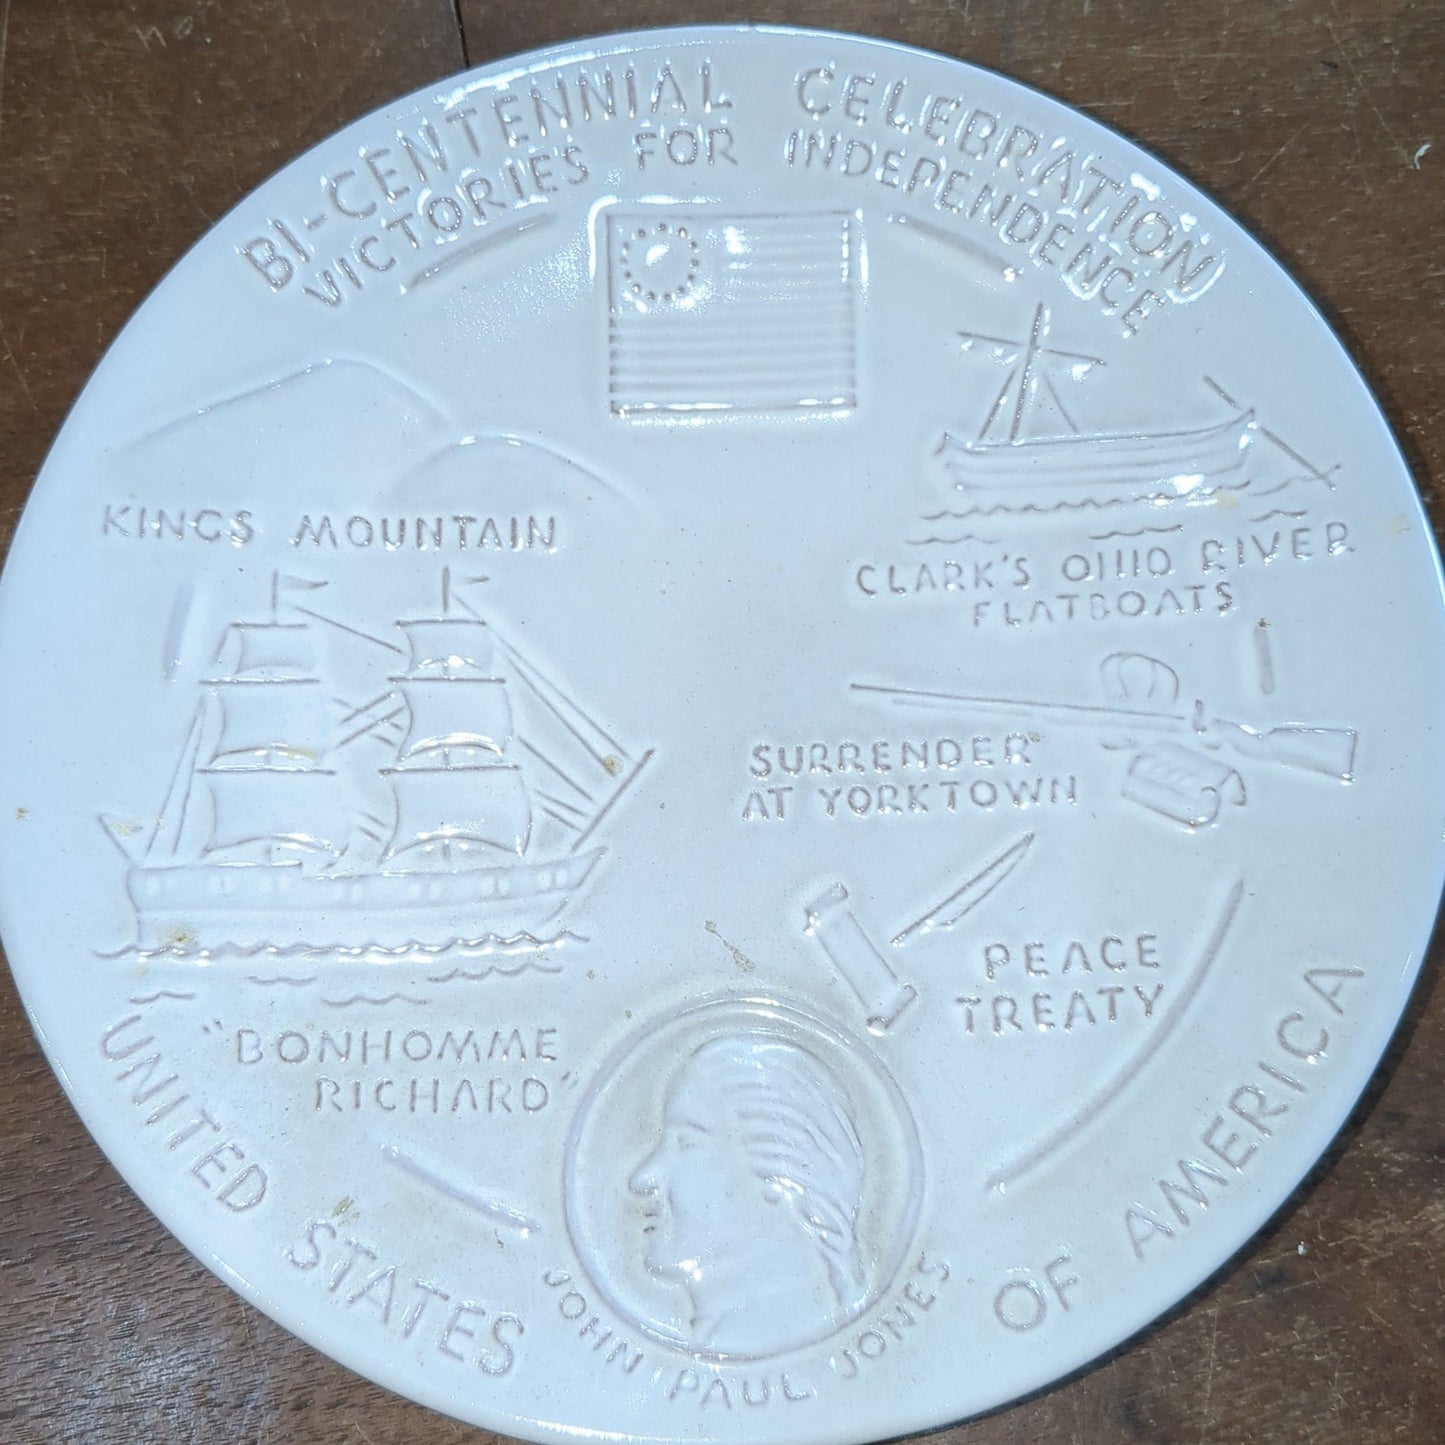 BI-CENTENNIAL CELEBRATION
VICTORIES FOR INDEPENDENCE
KINGS MOUNTAIN
CLARK'S OHIO RIVER
FLATBOATS
SURRENDER
AT YORKTOWN
PEACE
TREATY
"BONHOMME
RICHARD"
JOHN PAUL JONES
UNITED STATES OF AMERICA